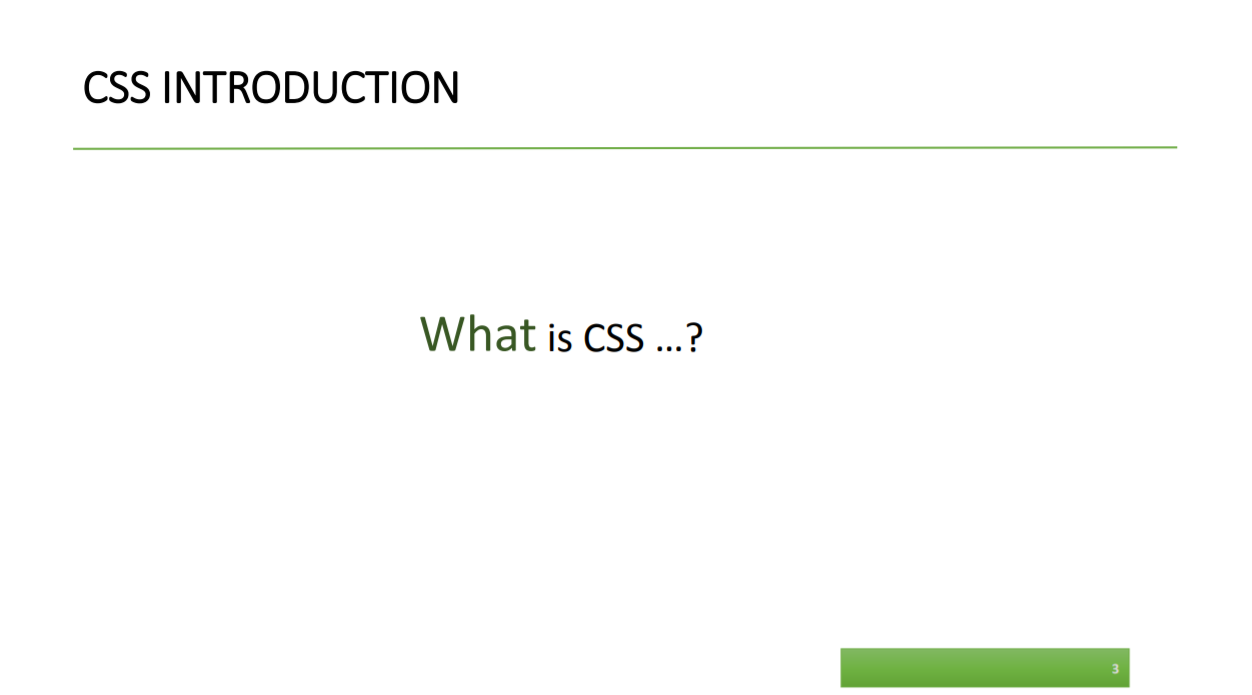 CSS INTRODUCTION
What is CSS ...?
3